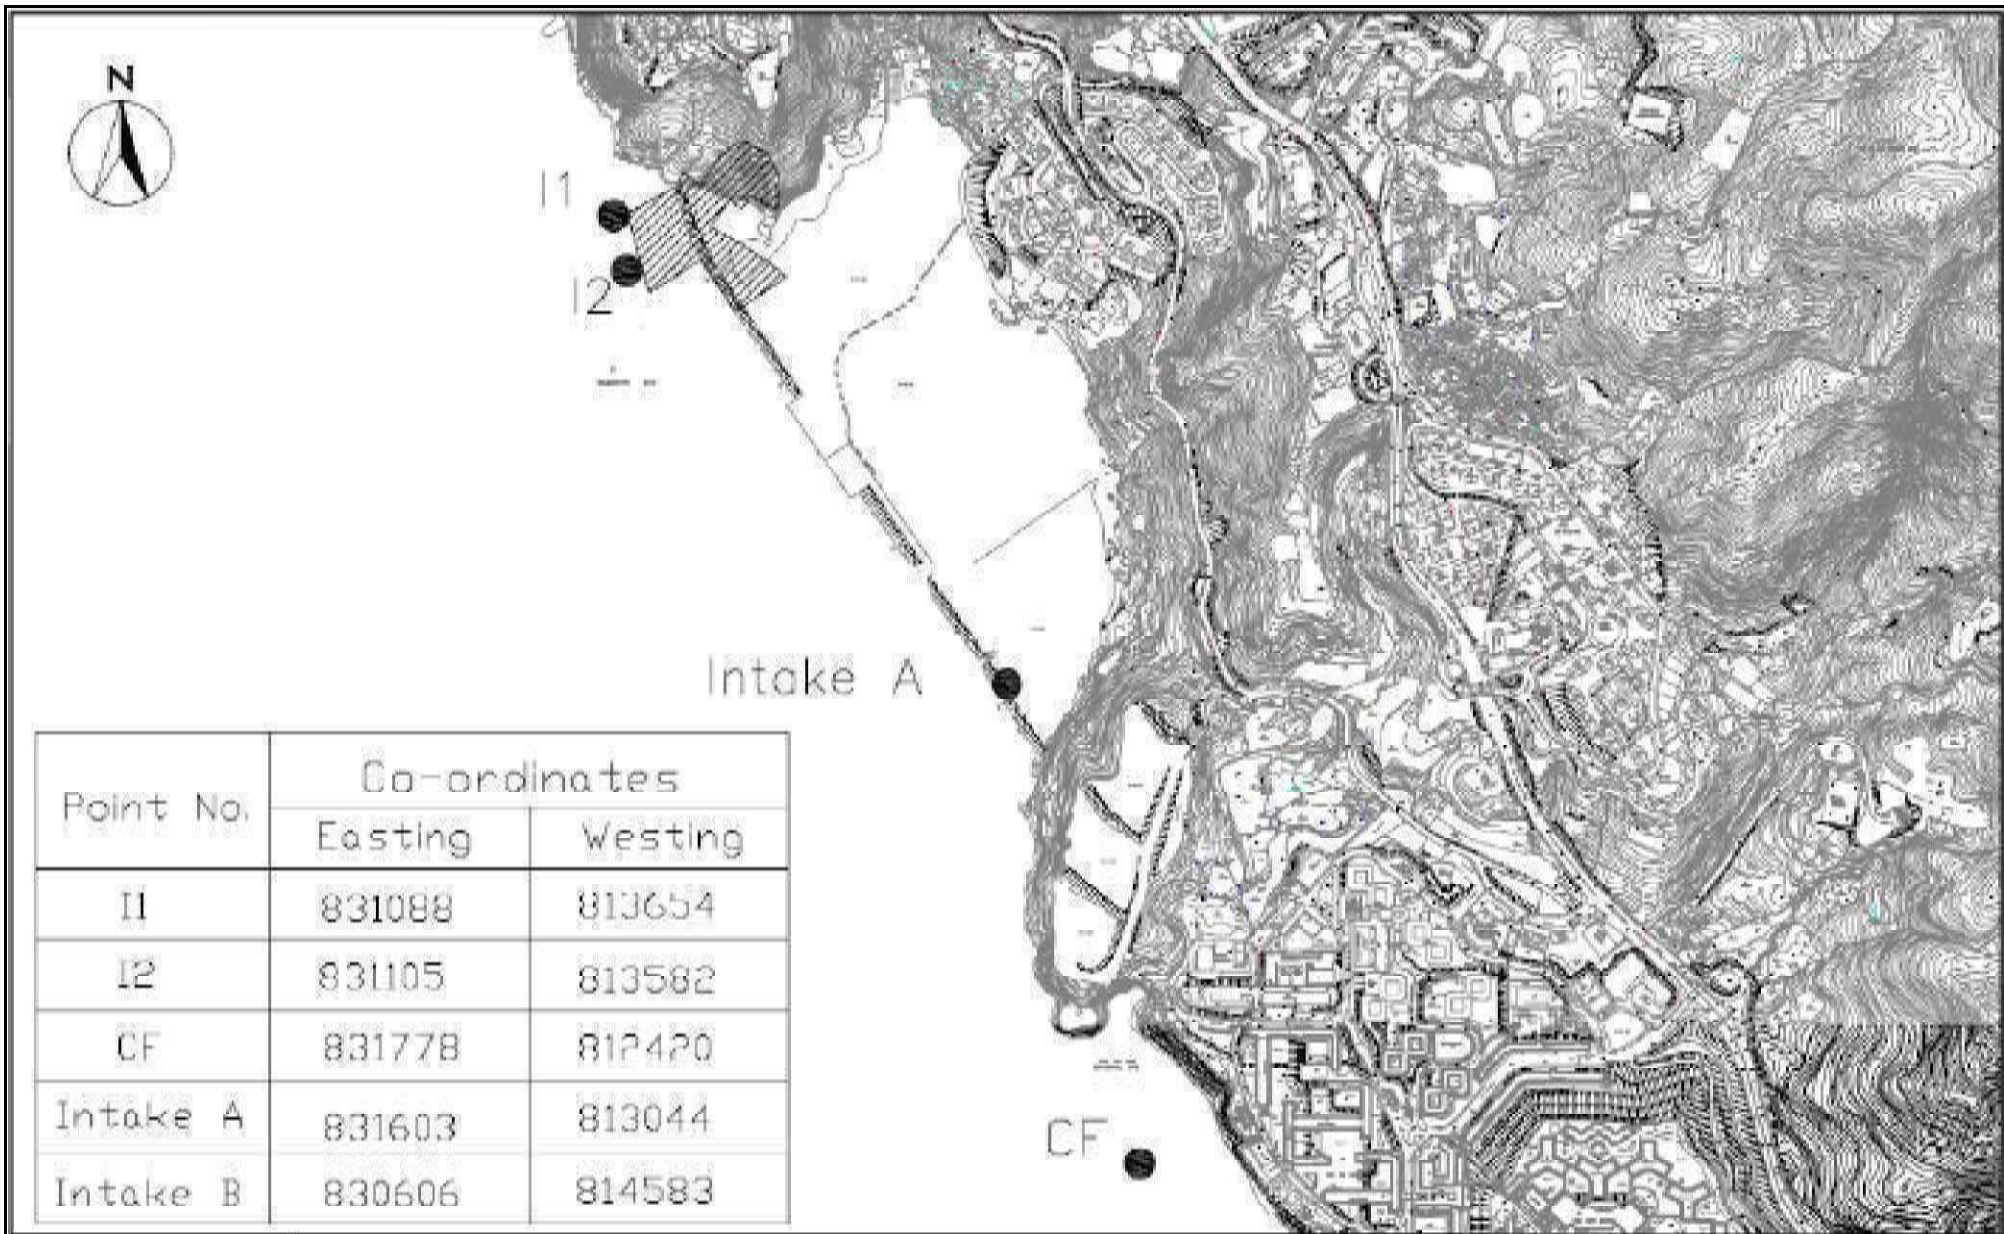 N
I1
I2
Intake A
Point No. Co-ordinates
Easting Westing
I1 831088 813654
I2 831105 813582
CF 831778 812420
Intake A 831603 813044
Intake B 830606 814583
CF